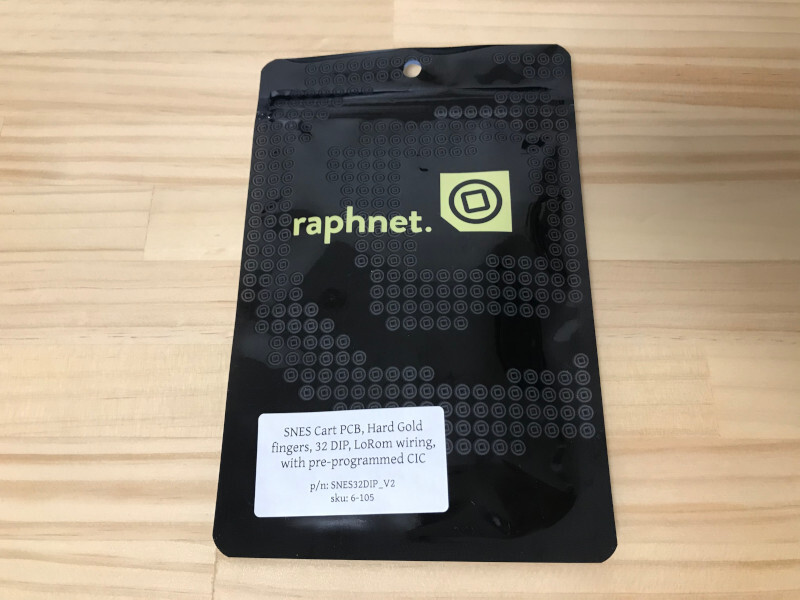 raphnet.
SNES Cart PCB, Hard Gold
fingers, 32 DIP, LoRom wiring,
with pre-programmed CIC
p/n: SNES32DIP_V2
sku: 6-105